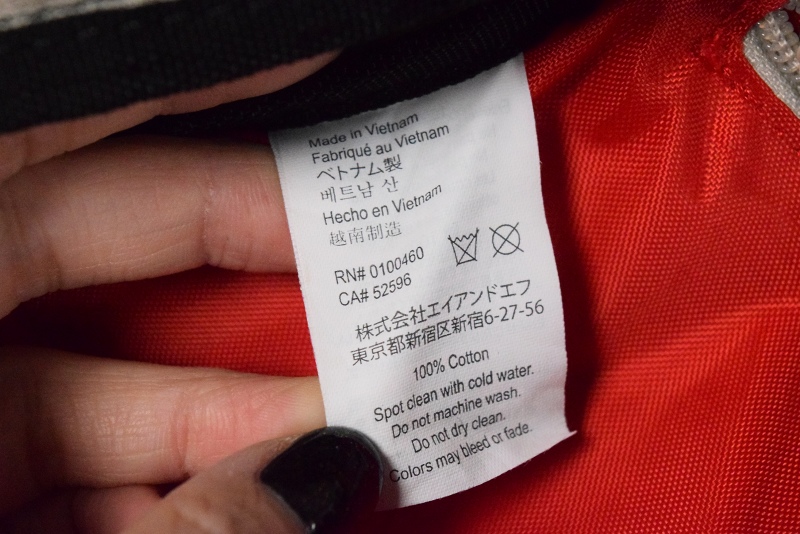 Made in Vietnam
Fabriqué au Vietnam
ベトナム製
베트남 산
Hecho en Vietnam
越南制造
RN# 0100460
CA# 52596
株式会社エイアンドエフ
東京都新宿区新宿6-27-56
100% Cotton
Spot clean with cold water.
Do not machine wash.
Do not dry clean.
Colors may bleed or fade.